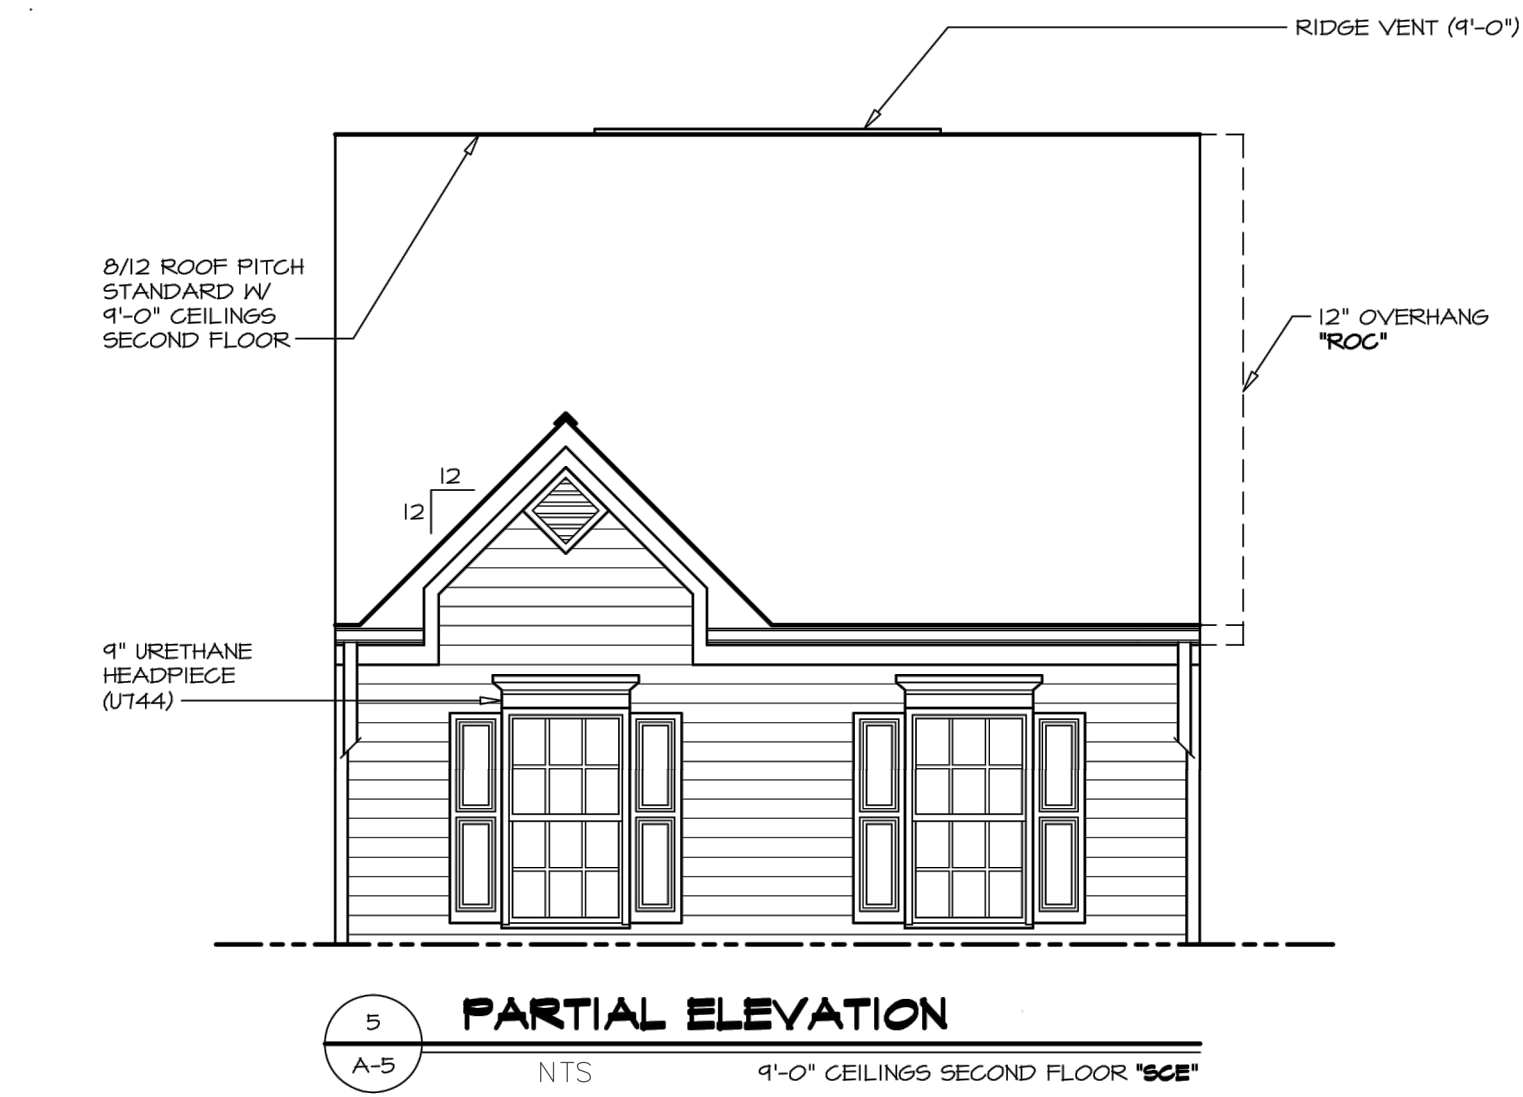 RIDGE VENT (9'-0")
8/12 ROOF PITCH
STANDARD W/
9'-0" CEILINGS
SECOND FLOOR
12" OVERHANG
"ROC"
12
12
9" URETHANE
HEADPIECE
(U744)
5
A-5
PARTIAL ELEVATION
NTS
9'-0" CEILINGS SECOND FLOOR "SCE"